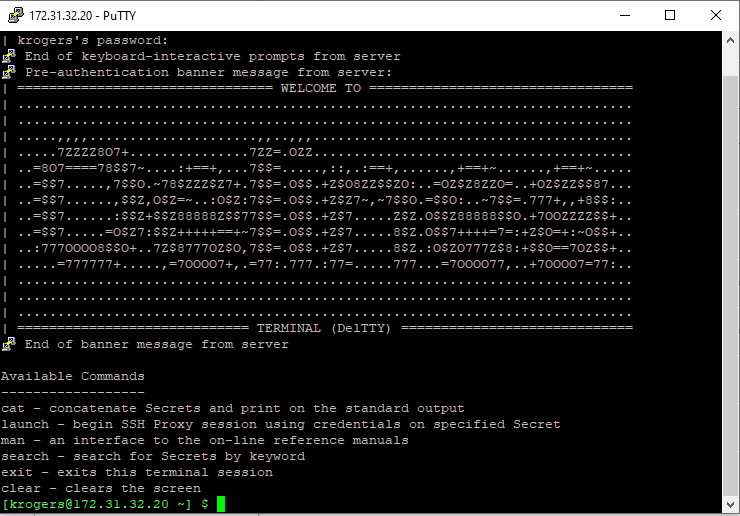 172.31.32.20 - PuTTY
| krogers's password:
End of keyboard-interactive prompts from server
Pre-authentication banner message from server:
| ================================ WELCOME TO =================================
| .............................................................................
| .............................................................................
| .....,,,,.....................,,..,,,........................................
| .....7ZZZZ8O7+...............7ZZ=.OZZ........................................
| ..=8O7====78$$7~....:+==+,...7$$=.....,::,.:==+,......,+==+~......,+==+~.....
| ..=$$7.....,7$$O.~78$ZZZ$Z7+.7$$=.O$$.+Z$O8ZZ$$ZO:..=OZ$Z8ZZO=..+OZ$ZZ$$87...
| ..=$$7......,$$Z,O$Z=~..:O$Z:7$$=.O$$.+Z$Z7~,~7$$O.=$$O:..~7$$=.777+,,+8$$:..
| ..=$$7.......:$$Z+$$Z88888Z$$77$$=.O$$.+Z$7.....Z$Z.O$$Z88888$$O.+7OOZZZZ$$+..
| ..=$$7.....=O$Z7:$$Z+++++==+~7$$=.O$$.+Z$7.....8$Z.O$$7++++=7=:+Z$O=+:~O$$+..
| ..:777OOOO8$$O+..7Z$8777OZ$O,7$$=.O$$.+Z$7.....8$Z.:O$ZO777Z$8:+$$O==7OZ$$+..
| .....=777777+.....,=7OOOO7+,.=77:.777.:77=.....777...=7OOOO77,..+7OOOO7=77:..
| .............................................................................
| .............................................................................
| .............................................................................
| ============================= TERMINAL (DelTTY) =============================
End of banner message from server
Available Commands
------------------
cat - concatenate Secrets and print on the standard output
launch - begin SSH Proxy session using credentials on specified Secret
man - an interface to the on-line reference manuals
search - search for Secrets by keyword
exit - exits this terminal session
clear - clears the screen
[krogers@172.31.32.20 ~] $